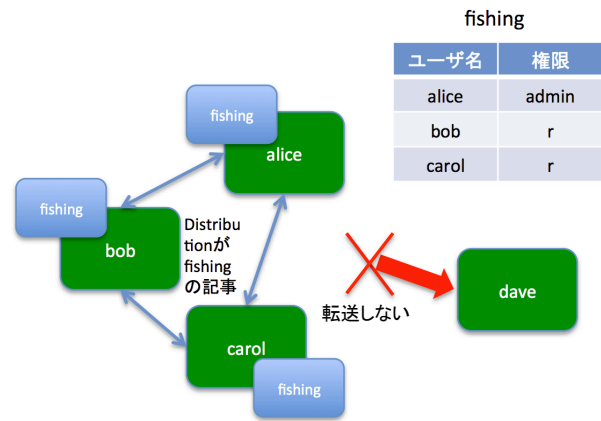 fishing
ユーザ名 権限
alice admin
bob r
carol r
fishing
alice
fishing
bob
Distribu
tionが
fishing
の記事
carol
fishing
転送しない
dave